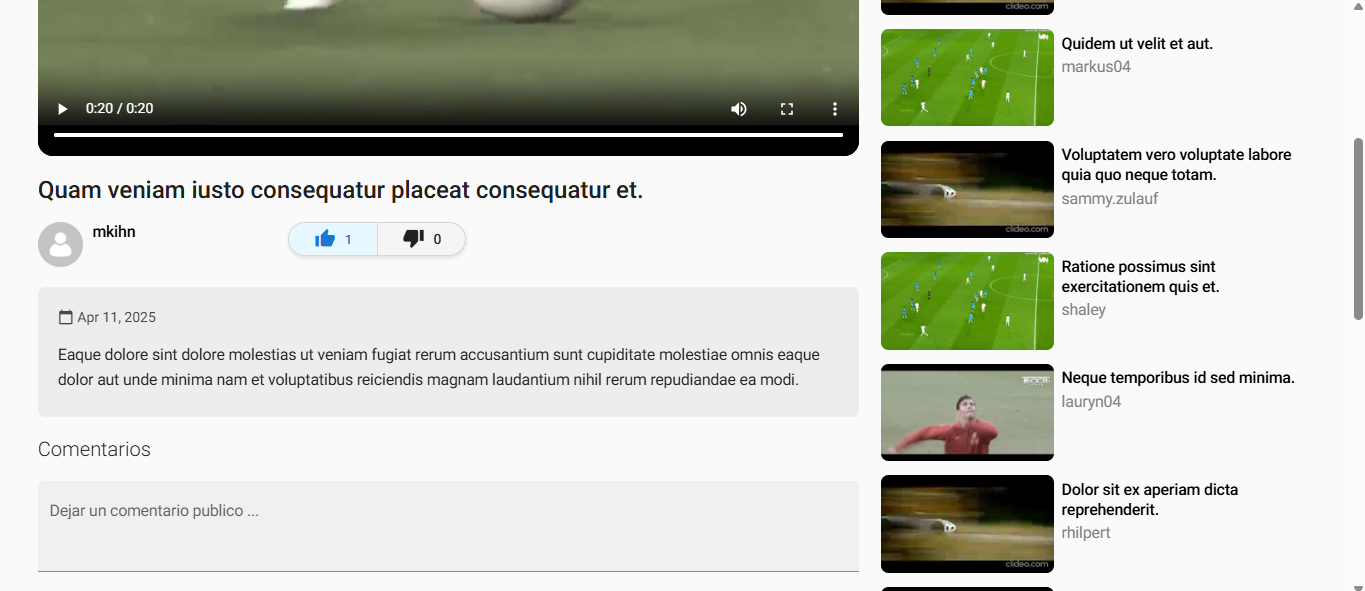 0:20 / 0:20
Quam veniam iusto consequatur placeat consequatur et.
mkihn
1
0
Apr 11, 2025
Eaque dolore sint dolore molestias ut veniam fugiat rerum accusantium sunt cupiditate molestiae omnis eaque
dolor aut unde minima nam et voluptatibus reiciendis magnam laudantium nihil rerum repudiandae ea modi.
Comentarios
Dejar un comentario publico ...
clideo.com
Quidem ut velit et aut.
markus04
Voluptatem vero voluptate labore
quia quo neque totam.
sammy.zulauf
clideo.com
Ratione possimus sint
exercitationem quis et.
shaley
Neque temporibus id sed minima.
lauryn04
Dolor sit ex aperiam dicta
reprehenderit.
rhilpert
clideo.com